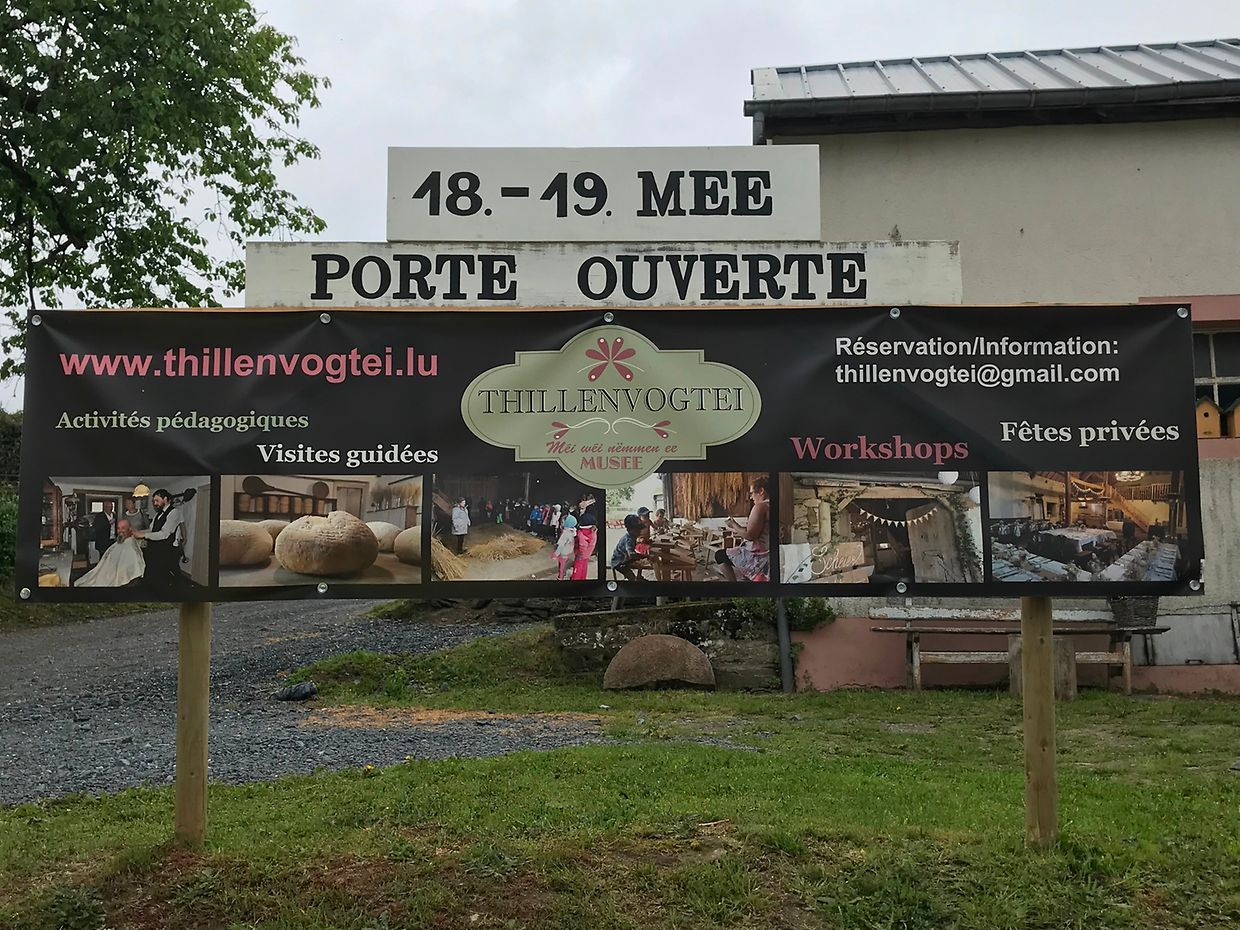 18.-19. MEE
PORTE OUVERTE
www.thillenvogtei.lu
Activités pédagogiques
Visites guidées
THILLENVOGTEI
Méi wéi nëmmen ee
MUSEE
Réservation/Information:
thillenvogtei@gmail.com
Workshops
Fêtes privées